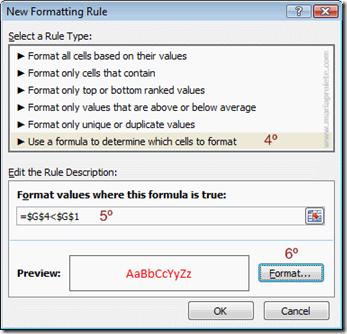 New Formatting Rule
Select a Rule Type:
► Format all cells based on their values
► Format only cells that contain
► Format only top or bottom ranked values
► Format only values that are above or below average
► Format only unique or duplicate values
► Use a formula to determine which cells to format 4º
Edit the Rule Description:
Format values where this formula is true:
=$G$4<$G$1 5º
6º
Preview: AaBbCcYyZz Format...
OK Cancel